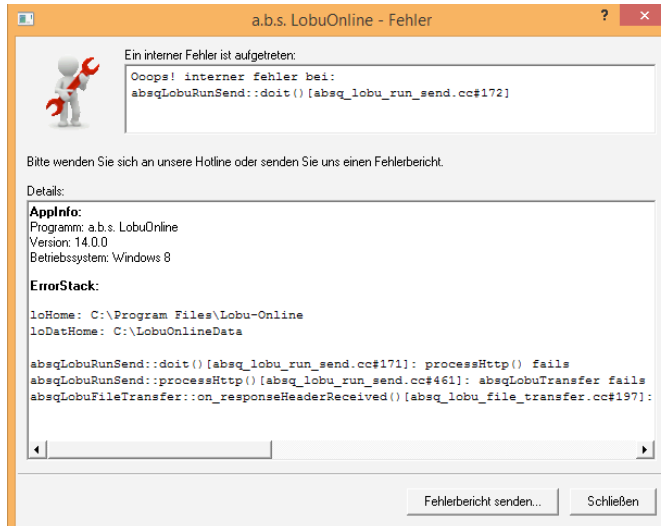 a.b.s. LobuOnline - Fehler
Ein interner Fehler ist aufgetreten:
Ooops! interner fehler bei:
absqLobuRunSend::doit()[absq_lobu_run_send.cc#172]
Bitte wenden Sie sich an unsere Hotline oder senden Sie uns einen Fehlerbericht.
Details:
AppInfo:
Programm: a.b.s. LobuOnline
Version: 14.0.0
Betriebssystem: Windows 8
ErrorStack:
loHome: C:\Program Files\Lobu-Online
loDatHome: C:\LobuOnlineData
absqLobuRunSend::doit()[absq_lobu_run_send.cc#171]: processHttp() fails
absqLobuRunSend::processHttp()[absq_lobu_run_send.cc#461]: absqLobuTransfer fails
absqLobuFileTransfer::on_responseHeaderReceived()[absq_lobu_file_transfer.cc#197]:
Fehlerbericht senden... Schließen